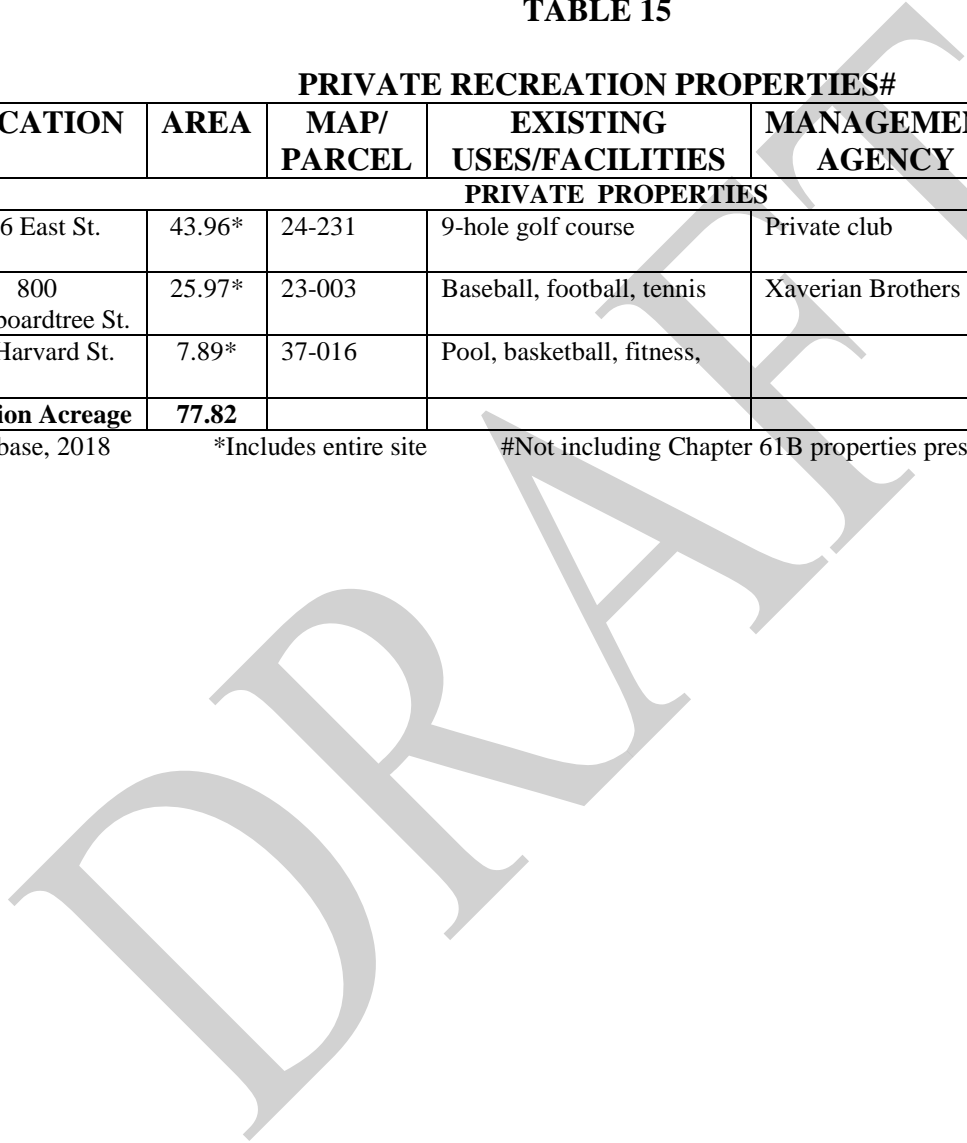 TABLE 15
PRIVATE RECREATION PROPERTIES#
CATION AREA MAP/ EXISTING MANAGEMEN
PARCEL USES/FACILITIES AGENCY
PRIVATE PROPERTIES
6 East St. 43.96* 24-231 9-hole golf course Private club
800 25.97* 23-003 Baseball, football, tennis Xaverian Brothers
boardtree St.
Harvard St. 7.89* 37-016 Pool, basketball, fitness,
ion Acreage 77.82
base, 2018 *Includes entire site #Not including Chapter 61B properties pres
DRAFT